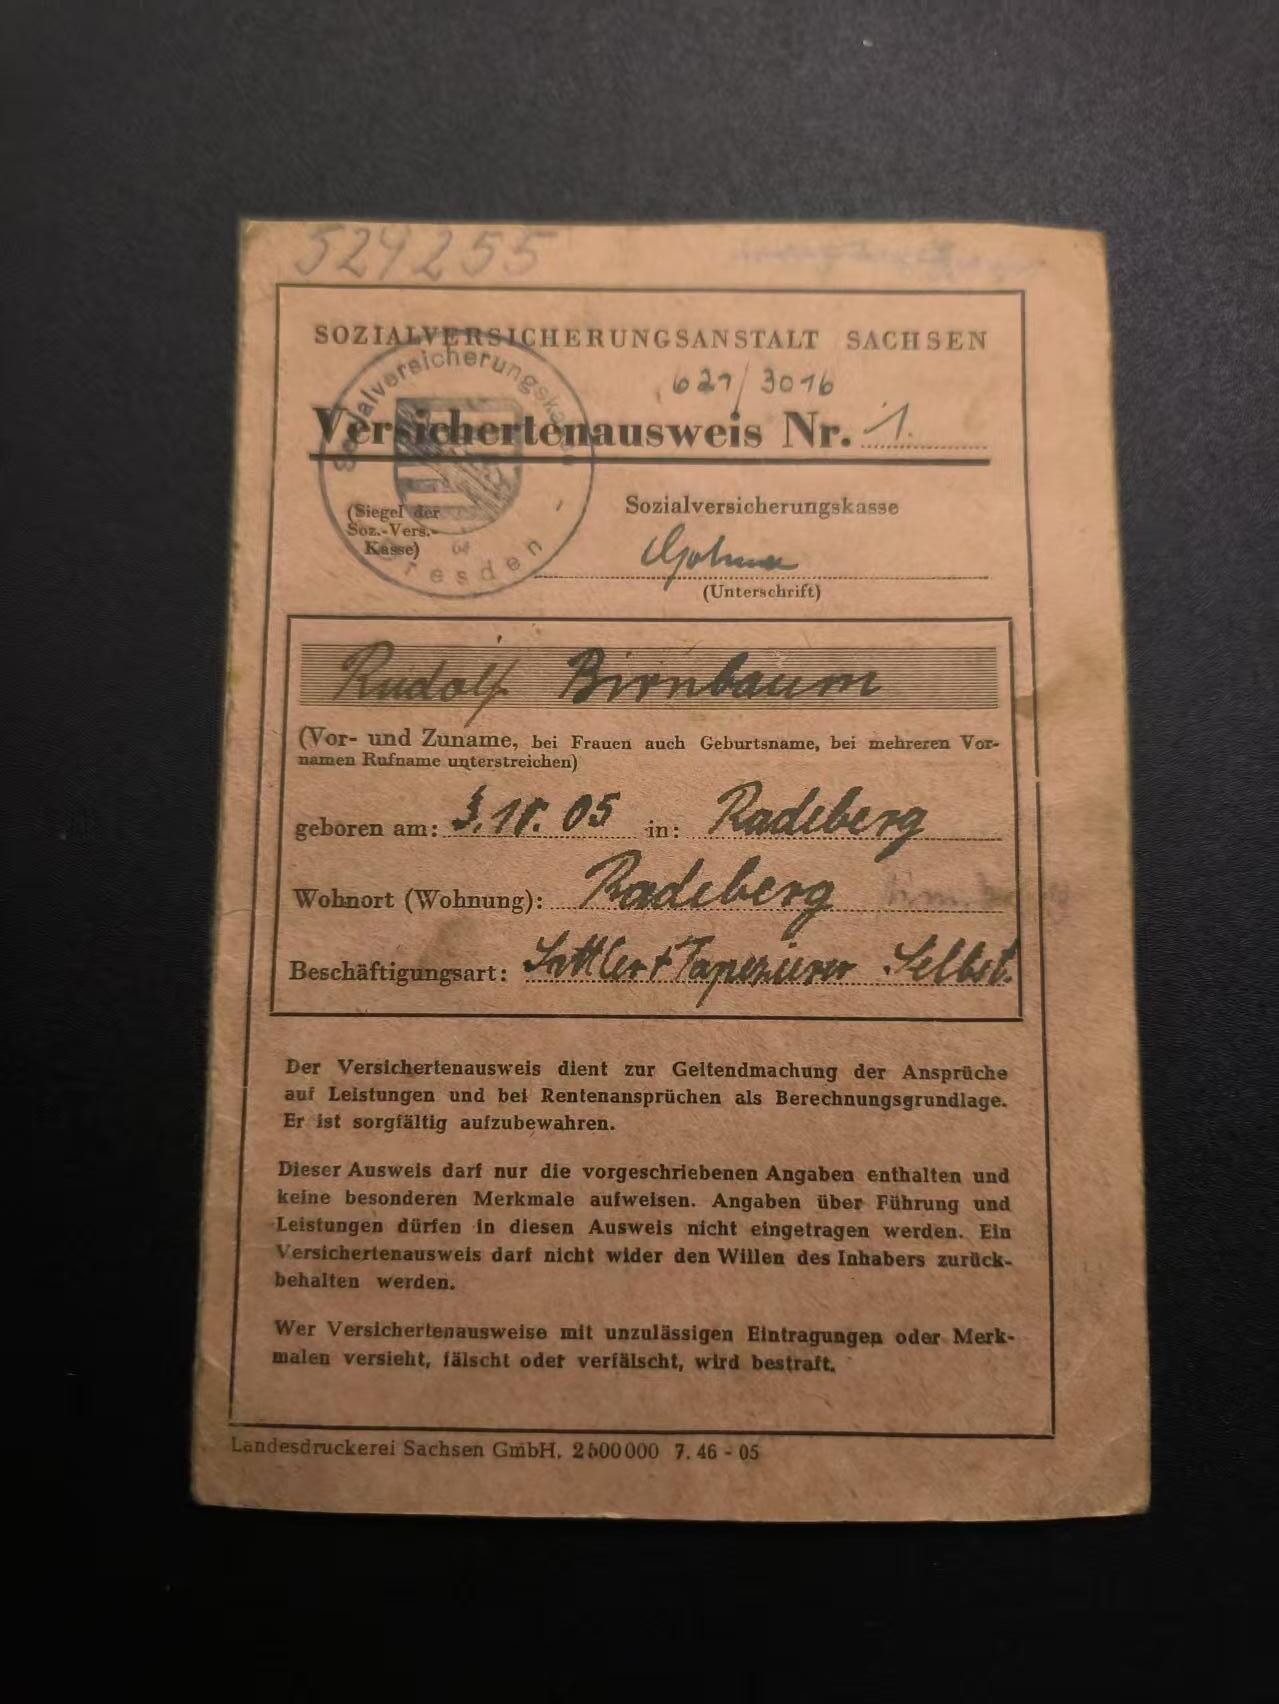 524255
SOZIALVERSICHERUNGSANSTALT SACHSEN
621/3016
Versichertenausweis Nr. 1.
Sozialversicherungskasse
Dresden
(Siegel der
Soz.-Vers.-
Kasse)
Sozialversicherungskasse
(Unterschrift)
Rudolf Birnbaum
(Vor- und Zuname, bei Frauen auch Geburtsname, bei mehreren Vor-
namen Rufname unterstreichen)
geboren am: 05 in: Radeberg
Wohnort (Wohnung): Radeberg
Beschäftigungsart: Sattler + Tapezierer Selbst.
Der Versichertenausweis dient zur Geltendmachung der Ansprüche
auf Leistungen und bei Rentenansprüchen als Berechnungsgrundlage.
Er ist sorgfältig aufzubewahren.
Dieser Ausweis darf nur die vorgeschriebenen Angaben enthalten und
keine besonderen Merkmale aufweisen. Angaben über Führung und
Leistungen dürfen in diesen Ausweis nicht eingetragen werden. Ein
Versichertenausweis darf nicht wider den Willen des Inhabers zurück-
behalten werden.
Wer Versichertenausweise mit unzulässigen Eintragungen oder Merk-
malen versieht, fälscht oder verfälscht, wird bestraft.
Landesdruckerei Sachsen GmbH. 2500000 7. 46 - 05